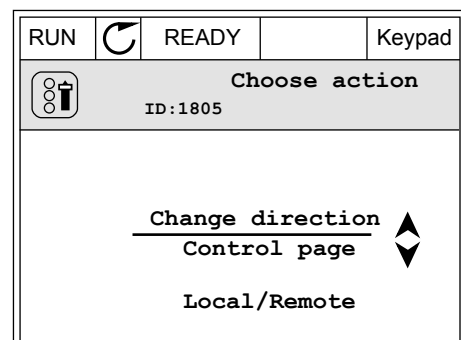 RUN READY Keypad
Choose action
ID:1805
Change direction
Control page
Local/Remote